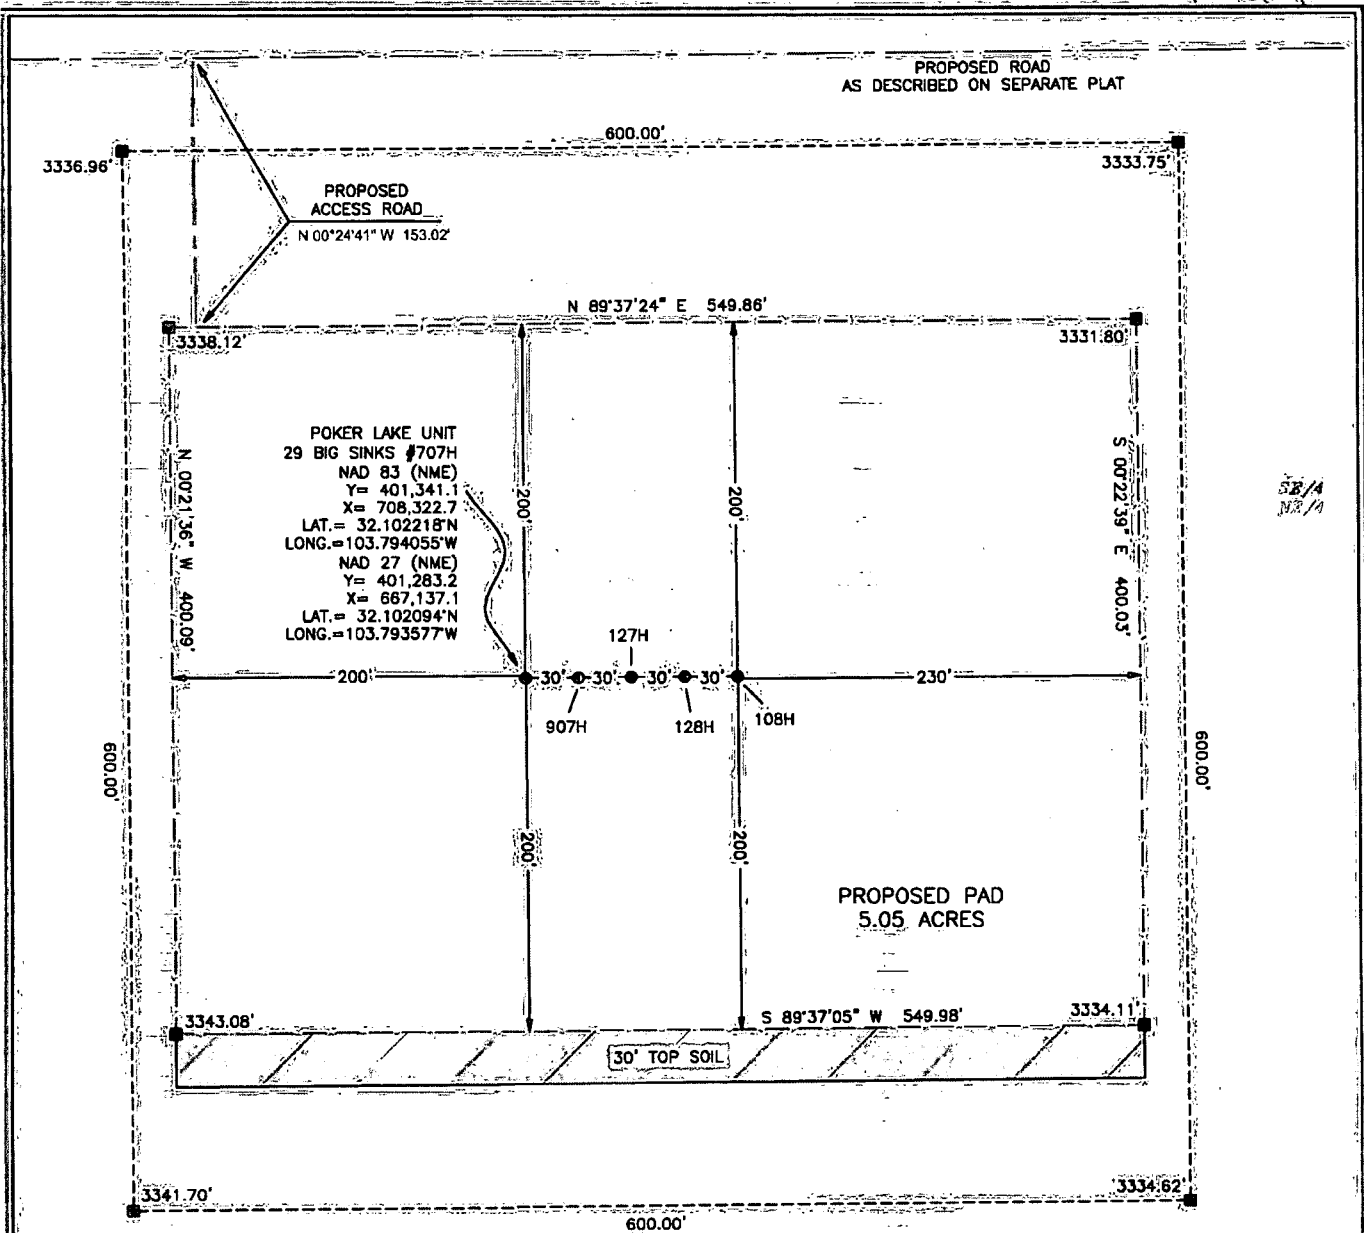 PROPOSED ROAD
AS DESCRIBED ON SEPARATE PLAT
600.00'
3336.96'
3333.75'
PROPOSED
ACCESS ROAD
N 00°24'41" W 153.02'
N 89°37'24" E 549.86'
3338.12'
3331.80'
POKER LAKE UNIT
29 BIG SINKS #707H
NAD 83 (NME)
Y= 401,341.1
X= 708,322.7
LAT.= 32.102218°N
LONG.=103.794055°W
NAD 27 (NME)
Y= 401,283.2
X= 667,137.1
LAT.= 32.102094°N
LONG.=103.793577°W
N 00°21'36" W 400.09'
200'
200'
S 00°22'39" E 400.03'
SE/4
NE/4
127H
200'
30'
30'
30'
30'
230'
907H
128H
108H
600.00'
600.00'
200'
200'
PROPOSED PAD
5.05 ACRES
3343.08'
S 89°37'05" W 549.98'
3334.11'
30' TOP SOIL
3341.70'
3334.62'
600.00'